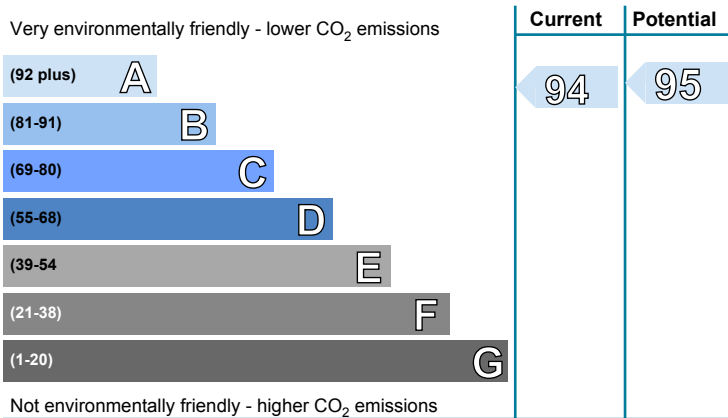 Current Potential
Very environmentally friendly - lower CO2 emissions
(92 plus) A 94 95
(81-91) B
(69-80) C
(55-68) D
(39-54 E
(21-38) F
(1-20) G
Not environmentally friendly - higher CO2 emissions